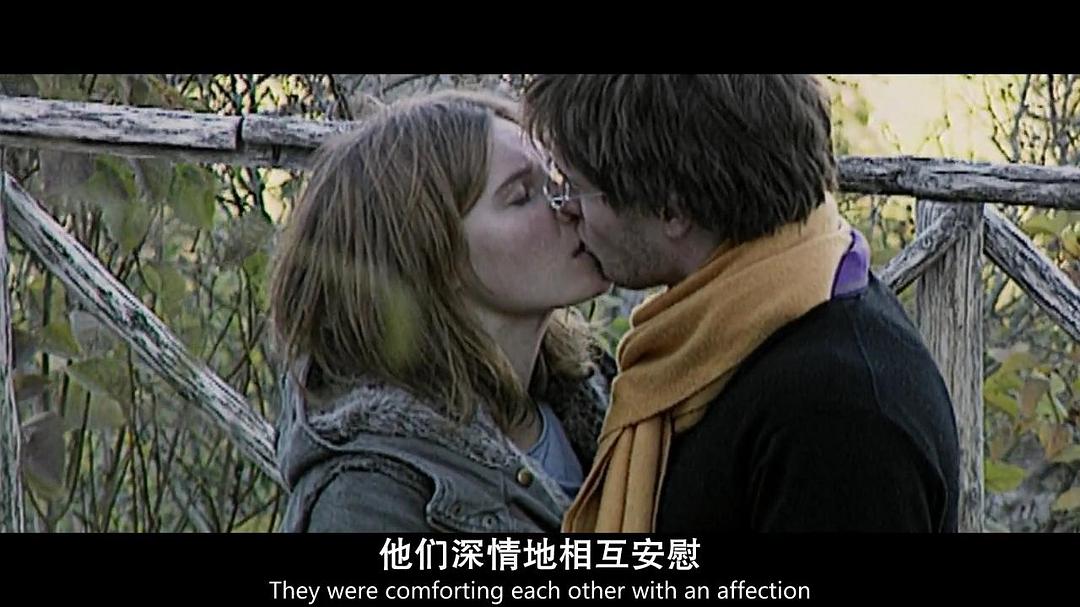 他们深情地相互安慰
They were comforting each other with an affection